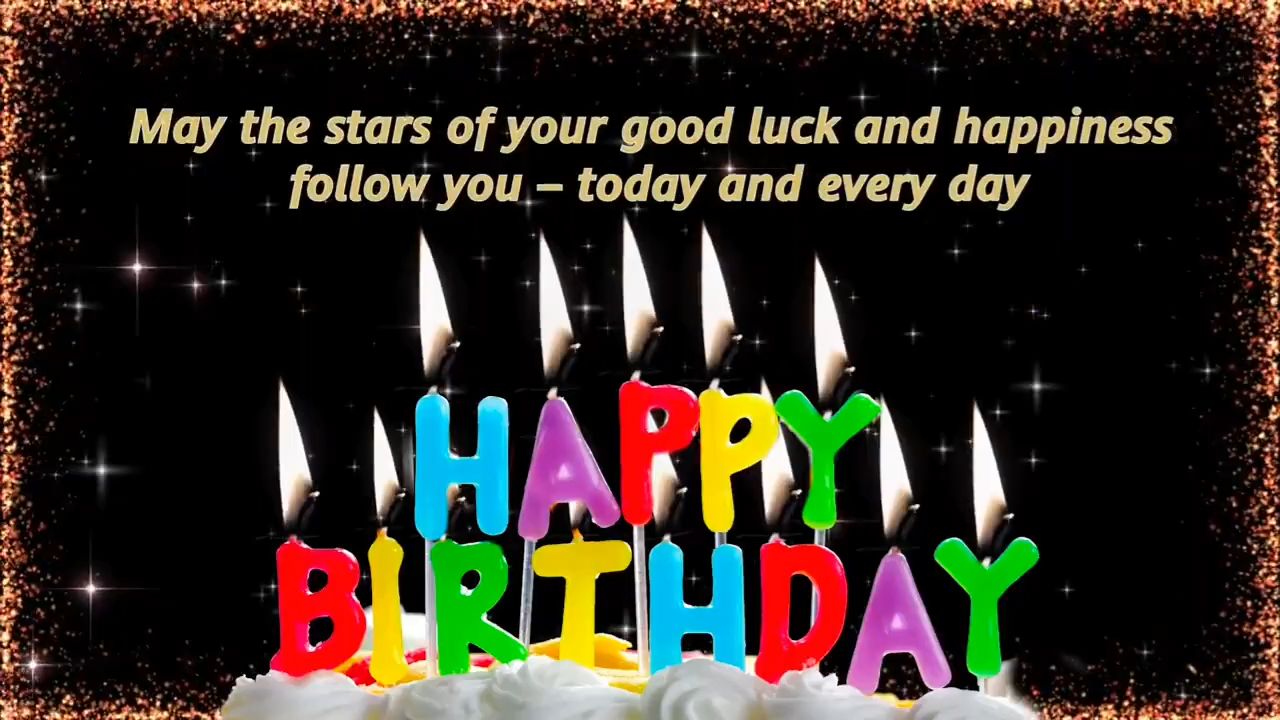 May the stars of your good luck and happiness
follow you – today and every day
HAPPY
BIRTHDAY